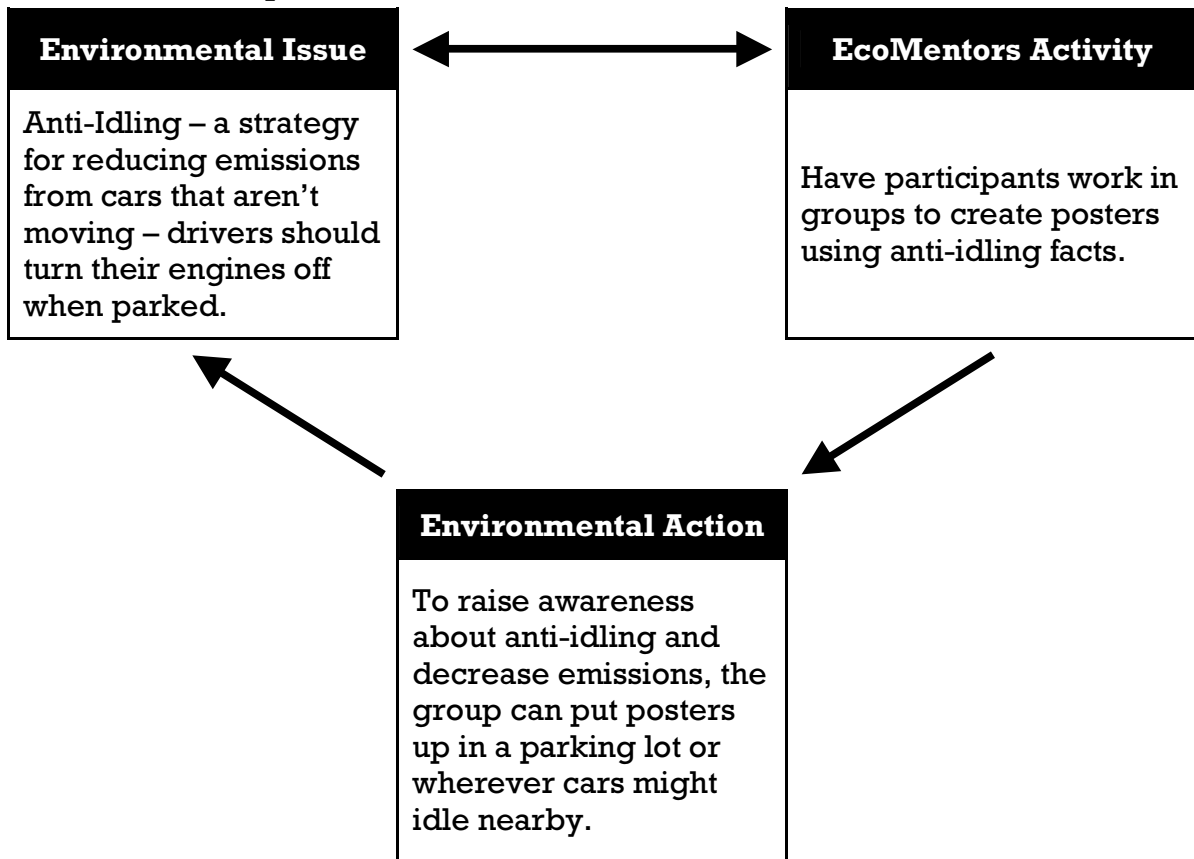 Environmental Issue
Anti-Idling – a strategy
for reducing emissions
from cars that aren’t
moving – drivers should
turn their engines off
when parked.
EcoMentors Activity
Have participants work in
groups to create posters
using anti-idling facts.
Environmental Action
To raise awareness
about anti-idling and
decrease emissions, the
group can put posters
up in a parking lot or
wherever cars might
idle nearby.